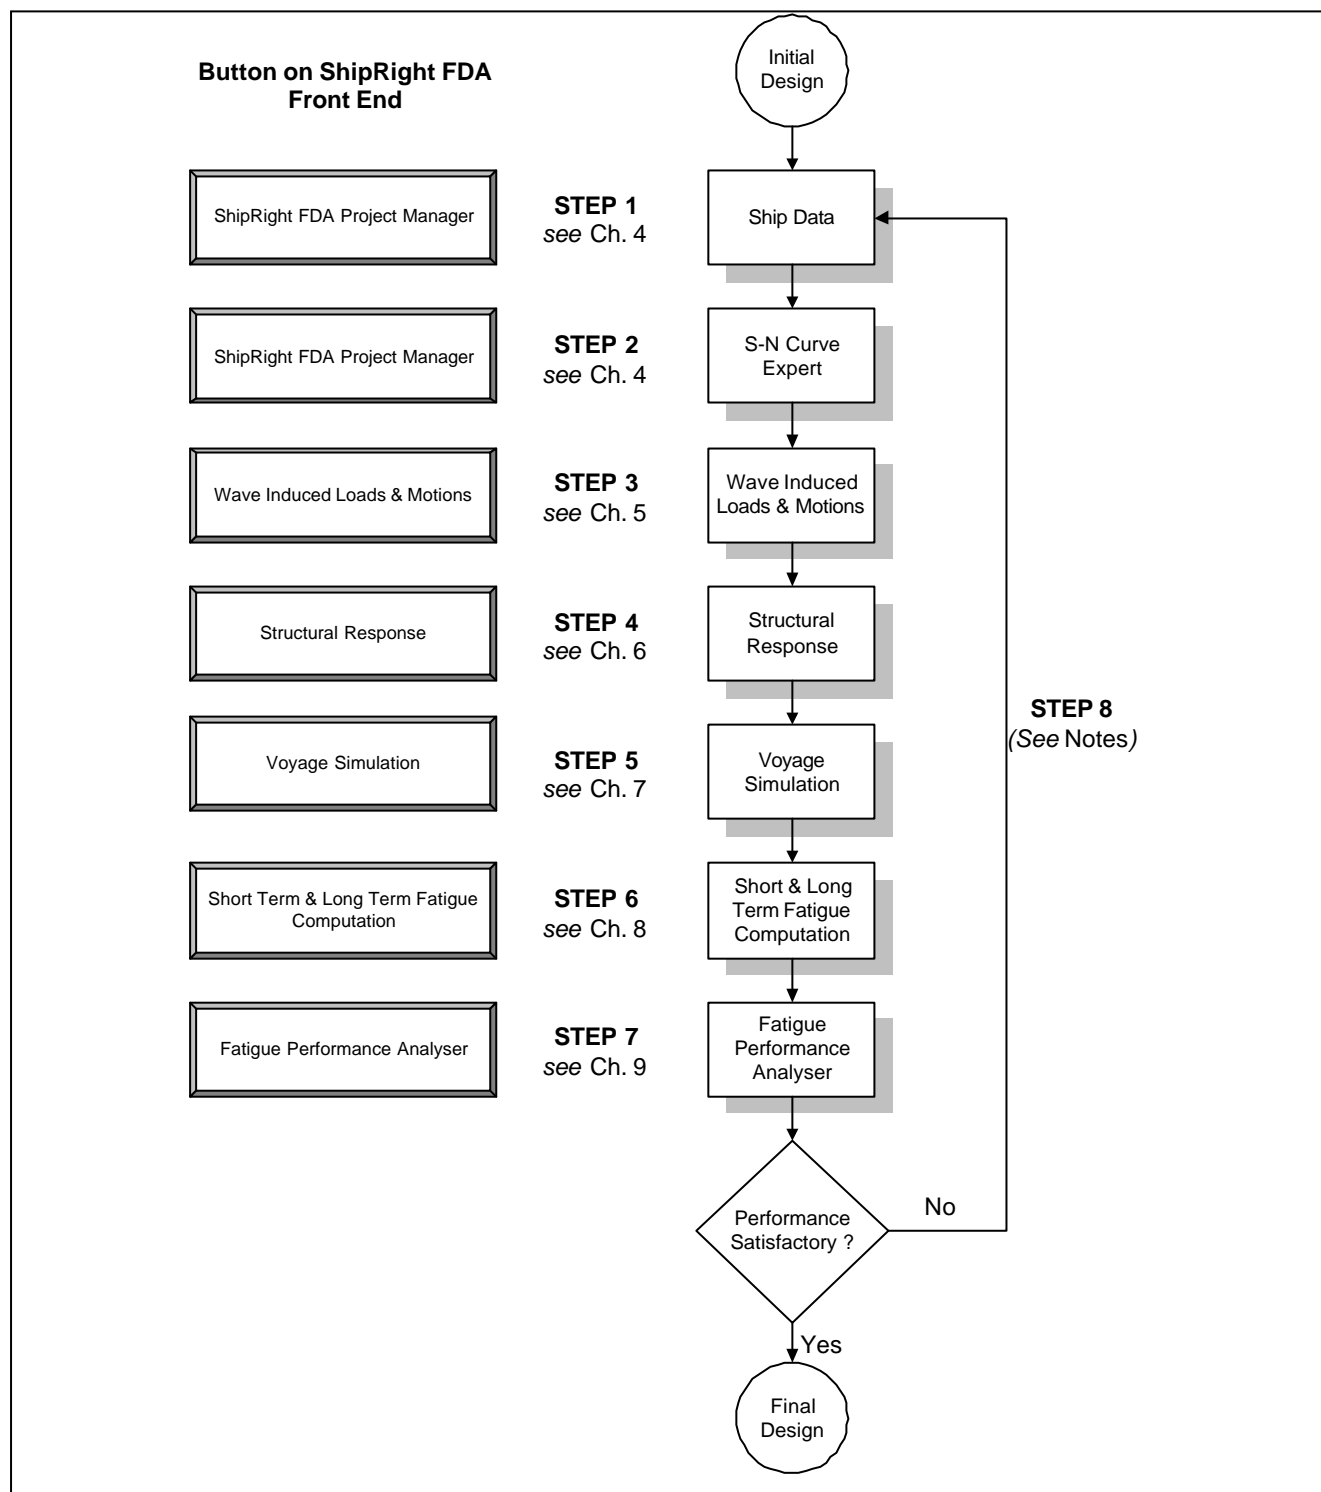 Button on ShipRight FDA
Front End
Initial
Design
ShipRight FDA Project Manager
STEP 1
see Ch. 4
Ship Data
ShipRight FDA Project Manager
STEP 2
see Ch. 4
S-N Curve
Expert
Wave Induced Loads & Motions
STEP 3
see Ch. 5
Wave Induced
Loads & Motions
Structural Response
STEP 4
see Ch. 6
Structural
Response
STEP 8
(See Notes)
Voyage Simulation
STEP 5
see Ch. 7
Voyage
Simulation
Short Term & Long Term Fatigue
Computation
STEP 6
see Ch. 8
Short & Long
Term Fatigue
Computation
Fatigue Performance Analyser
STEP 7
see Ch. 9
Fatigue
Performance
Analyser
Performance
Satisfactory ?
No
Yes
Final
Design